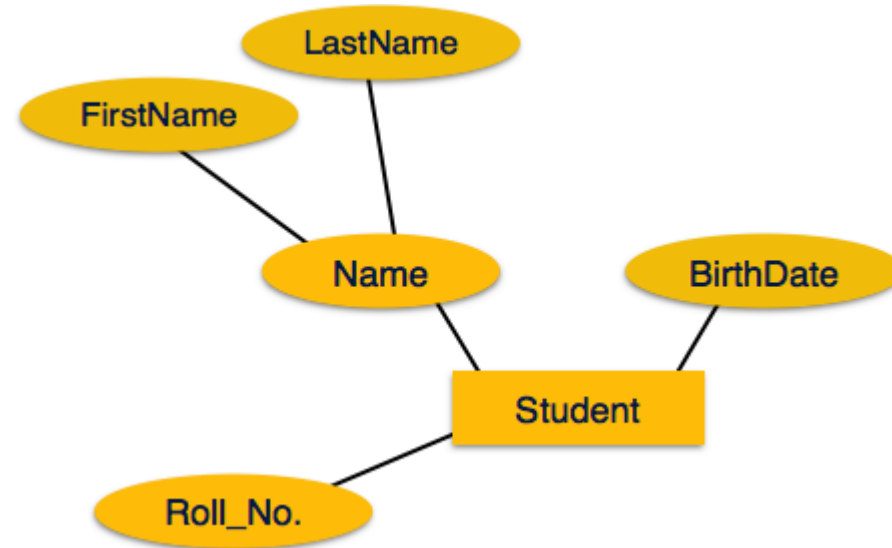 LastName
FirstName
Name
BirthDate
Student
Roll_No.